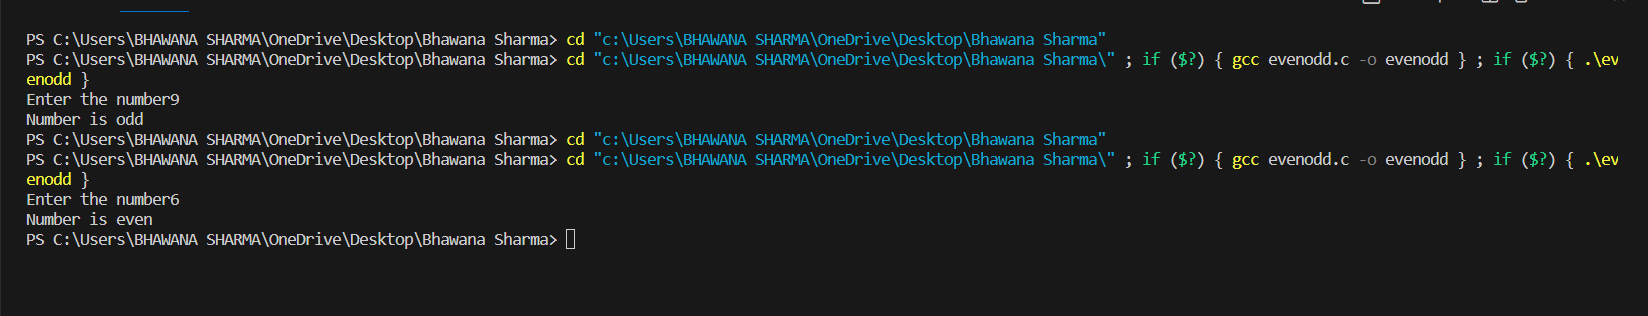 PS C:\Users\BHAWANA SHARMA\OneDrive\Desktop\Bhawana Sharma> cd "c:\Users\BHAWANA SHARMA\OneDrive\Desktop\Bhawana Sharma"
PS C:\Users\BHAWANA SHARMA\OneDrive\Desktop\Bhawana Sharma> cd "c:\Users\BHAWANA SHARMA\OneDrive\Desktop\Bhawana Sharma\" ; if ($?) { gcc evenodd.c -o evenodd } ; if ($?) { .\ev
enodd }
Enter the number9
Number is odd
PS C:\Users\BHAWANA SHARMA\OneDrive\Desktop\Bhawana Sharma> cd "c:\Users\BHAWANA SHARMA\OneDrive\Desktop\Bhawana Sharma"
PS C:\Users\BHAWANA SHARMA\OneDrive\Desktop\Bhawana Sharma> cd "c:\Users\BHAWANA SHARMA\OneDrive\Desktop\Bhawana Sharma\" ; if ($?) { gcc evenodd.c -o evenodd } ; if ($?) { .\ev
enodd }
Enter the number6
Number is even
PS C:\Users\BHAWANA SHARMA\OneDrive\Desktop\Bhawana Sharma>